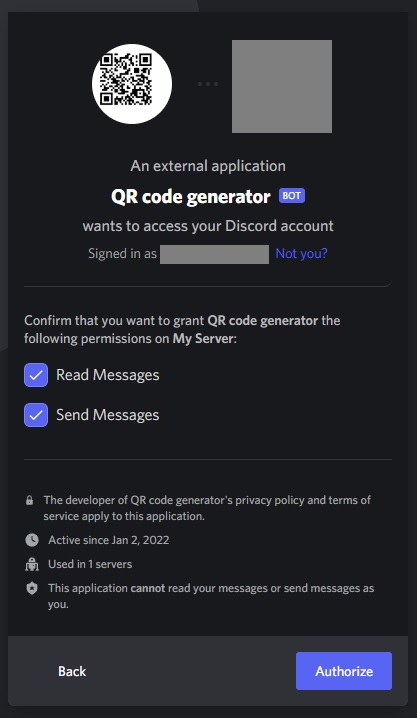 An external application
QR code generator BOT
wants to access your Discord account
Signed in as Not you?
Confirm that you want to grant QR code generator the
following permissions on My Server:
Read Messages
Send Messages
The developer of QR code generator's privacy policy and terms of
service apply to this application.
Active since Jan 2, 2022
Used in 1 servers
This application cannot read your messages or send messages as
you.
Back Authorize